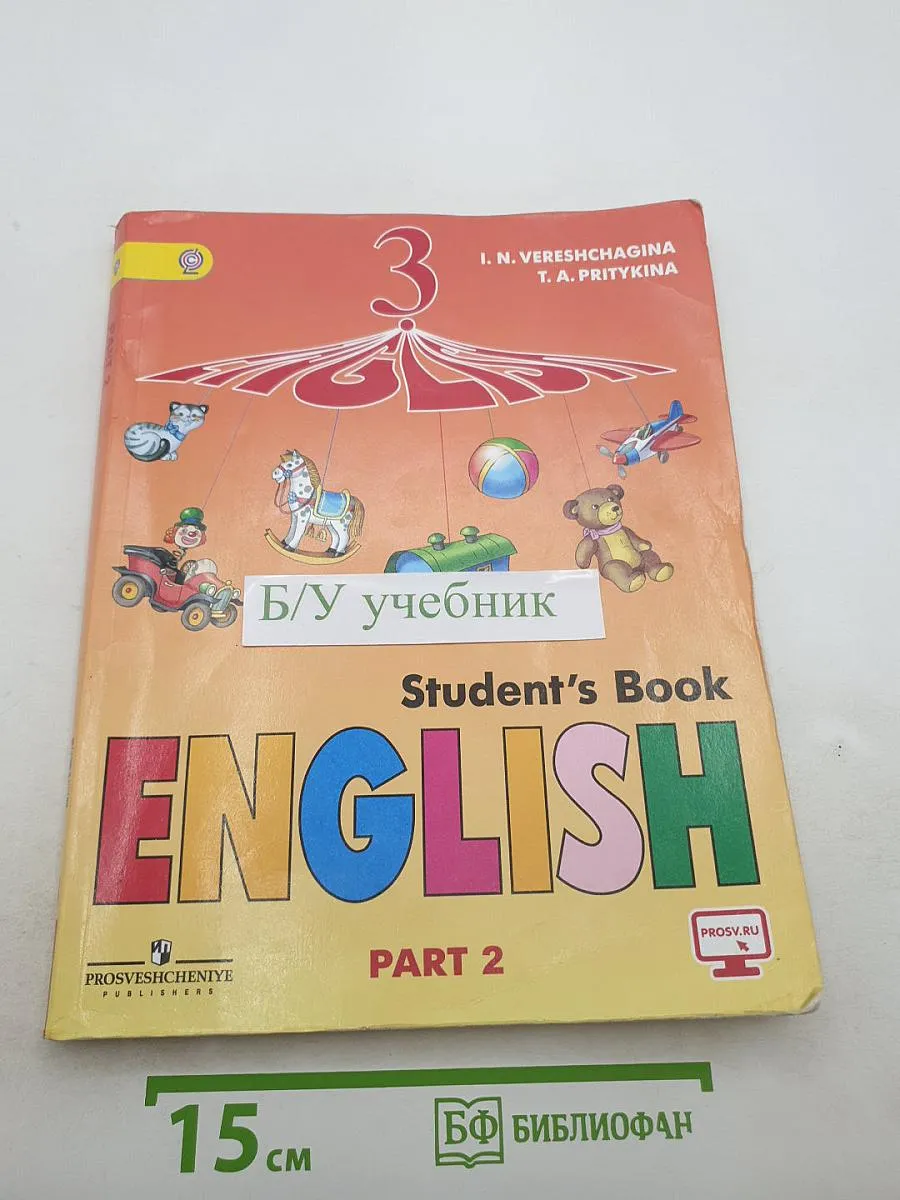 3
I. N. VERESHCHAGINA
T. A. PRITYKINA
ENGLISH
Б/У учебник
Student's Book
ENGLISH
PART 2
PROSV.RU
PROSVESHCHENIYE
PUBLISHERS
15 см
БФ БИБЛИОФАН